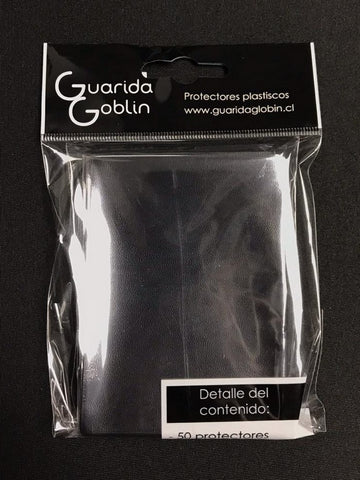 Guarida
Goblin
Protectores plastiscos
www.guaridaglobin.cl
Detalle del
contenido:
- 50 protectores